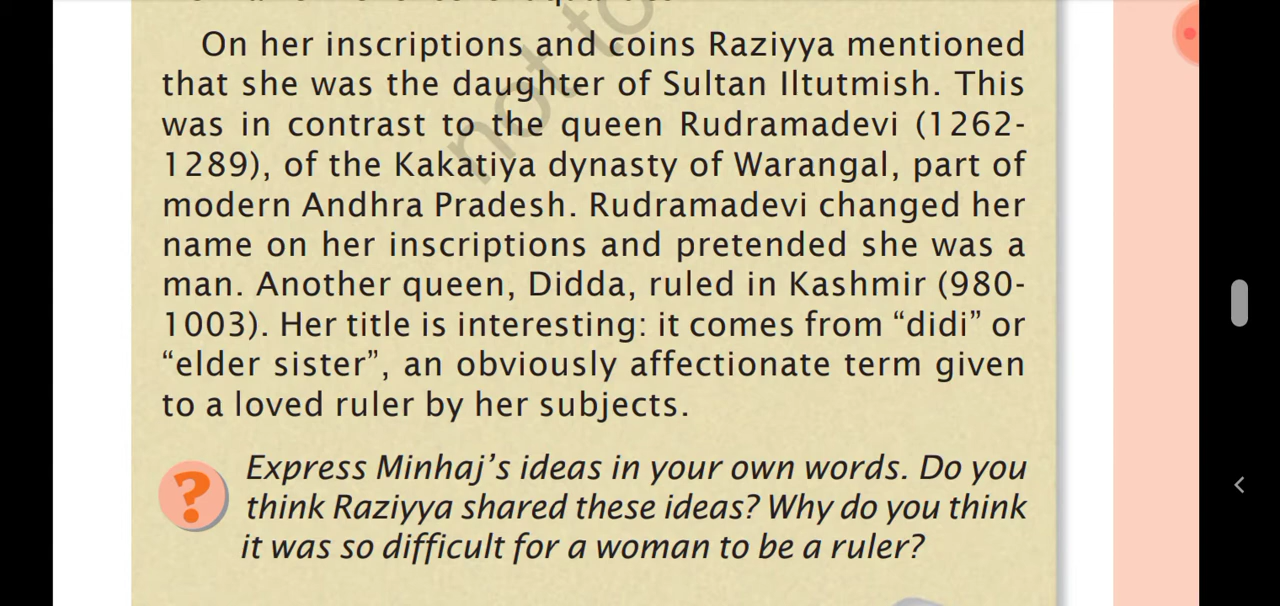 On her inscriptions and coins Raziyya mentioned
that she was the daughter of Sultan Iltutmish. This
was in contrast to the queen Rudramadevi (1262-
1289), of the Kakatiya dynasty of Warangal, part of
modern Andhra Pradesh. Rudramadevi changed her
name on her inscriptions and pretended she was a
man. Another queen, Didda, ruled in Kashmir (980-
1003). Her title is interesting: it comes from “didi” or
“elder sister”, an obviously affectionate term given
to a loved ruler by her subjects.
?
Express Minhaj’s ideas in your own words. Do you
think Raziyya shared these ideas? Why do you think
it was so difficult for a woman to be a ruler?
not to